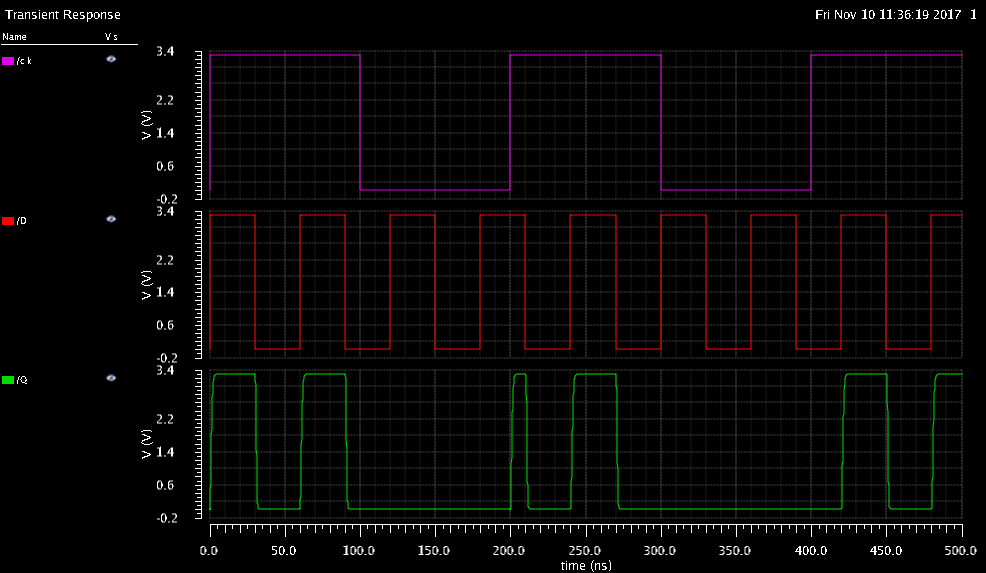 Transient Response
Fri Nov 10 11:36:19 2017 1
Name V s
/ck
3.4
2.2
1.4
0.6
-0.2
V (V)
/D
3.4
2.2
1.4
0.6
-0.2
V (V)
/Q
3.4
2.2
1.4
0.6
-0.2
V (V)
0.0 50.0 100.0 150.0 200.0 250.0 300.0 350.0 400.0 450.0 500.0
time (ns)